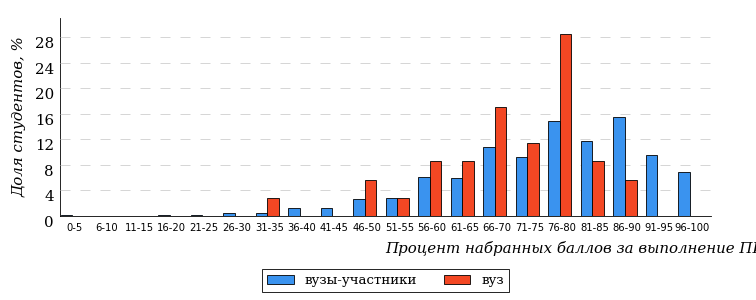 Доля студентов, %
28
24
20
16
12
8
4
0
0-5 6-10 11-15 16-20 21-25 26-30 31-35 36-40 41-45 46-50 51-55 56-60 61-65 66-70 71-75 76-80 81-85 86-90 91-95 96-100
Процент набранных баллов за выполнение
вузы-участники вуз